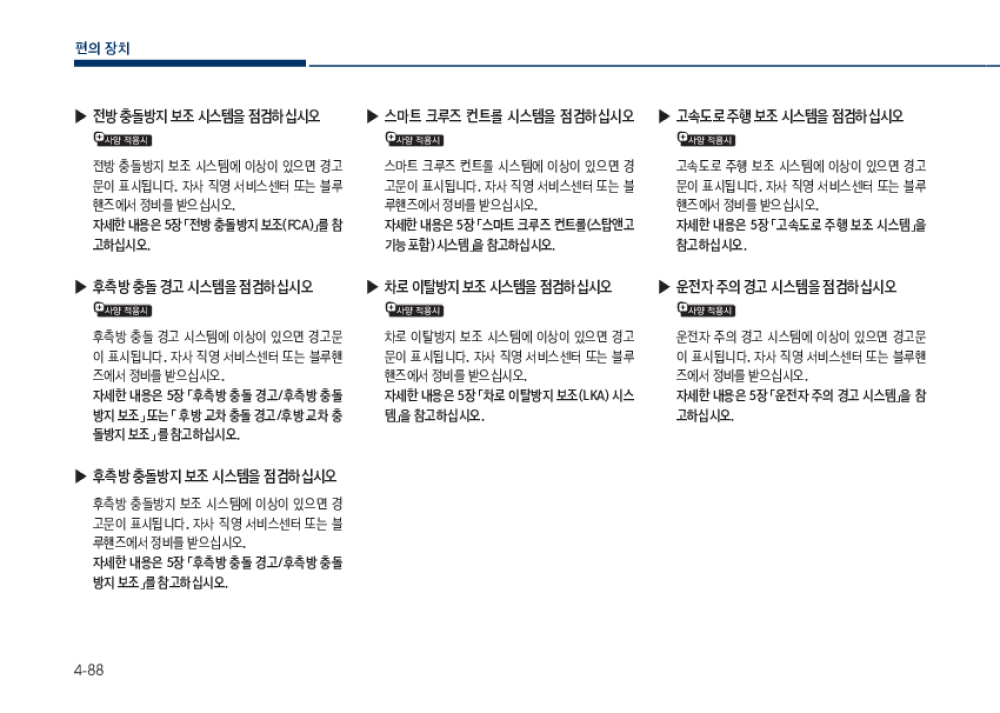 편의 장치
▶ 전방 충돌방지 보조 시스템을 점검하십시오
사양 적용시
전방 충돌방지 보조 시스템에 이상이 있으면 경고
문이 표시됩니다. 자사 직영 서비스센터 또는 블루
핸즈에서 정비를 받으십시오.
자세한 내용은 5장 「전방 충돌방지 보조(FCA)」를 참
고하십시오.
▶ 후측방 충돌 경고 시스템을 점검하십시오
사양 적용시
후측방 충돌 경고 시스템에 이상이 있으면 경고문
이 표시됩니다. 자사 직영 서비스센터 또는 블루핸
즈에서 정비를 받으십시오.
자세한 내용은 5장 「후측방 충돌 경고/후측방 충돌
방지 보조」 또는 「 후방 교차 충돌 경고/후방 교차 충
돌방지 보조」를 참고하십시오.
▶ 후측방 충돌방지 보조 시스템을 점검하십시오
후측방 충돌방지 보조 시스템에 이상이 있으면 경
고문이 표시됩니다. 자사 직영 서비스센터 또는 블
루핸즈에서 정비를 받으십시오.
자세한 내용은 5장 「후측방 충돌 경고/후측방 충돌
방지 보조」를 참고하십시오.
▶ 스마트 크루즈 컨트롤 시스템을 점검하십시오
사양 적용시
스마트 크루즈 컨트롤 시스템에 이상이 있으면 경
고문이 표시됩니다. 자사 직영 서비스센터 또는 블
루핸즈에서 정비를 받으십시오.
자세한 내용은 5장 「스마트 크루즈 컨트롤(스탑앤고
기능 포함) 시스템」을 참고하십시오.
▶ 차로 이탈방지 보조 시스템을 점검하십시오
사양 적용시
차로 이탈방지 보조 시스템에 이상이 있으면 경고
문이 표시됩니다. 자사 직영 서비스센터 또는 블루
핸즈에서 정비를 받으십시오.
자세한 내용은 5장 「차로 이탈방지 보조(LKA) 시스
템」을 참고하십시오.
▶ 고속도로 주행 보조 시스템을 점검하십시오
사양 적용시
고속도로 주행 보조 시스템에 이상이 있으면 경고
문이 표시됩니다. 자사 직영 서비스센터 또는 블루
핸즈에서 정비를 받으십시오.
자세한 내용은 5장 「고속도로 주행 보조 시스템」을
참고하십시오.
▶ 운전자 주의 경고 시스템을 점검하십시오
사양 적용시
운전자 주의 경고 시스템에 이상이 있으면 경고문
이 표시됩니다. 자사 직영 서비스센터 또는 블루핸
즈에서 정비를 받으십시오.
자세한 내용은 5장 「운전자 주의 경고 시스템」을 참
고하십시오.
4-88